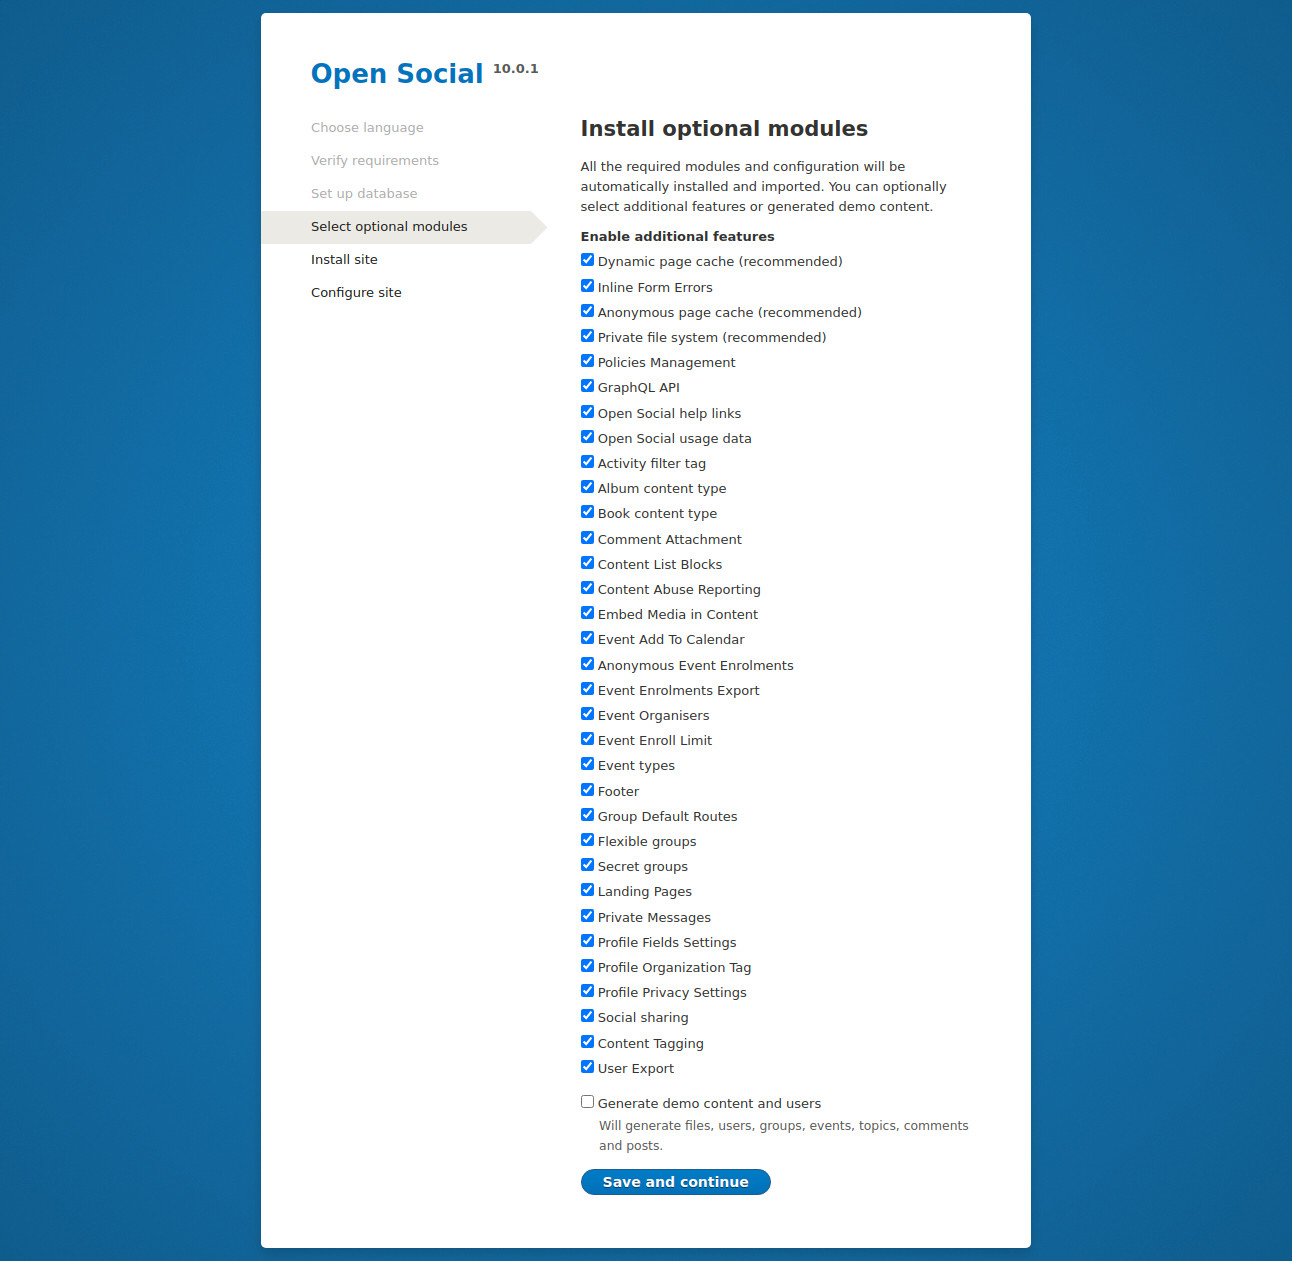 Open Social 10.0.1
Choose language
Verify requirements
Set up database
Select optional modules
Install site
Configure site
Install optional modules
All the required modules and configuration will be
automatically installed and imported. You can optionally
select additional features or generated demo content.
Enable additional features
Dynamic page cache (recommended)
Inline Form Errors
Anonymous page cache (recommended)
Private file system (recommended)
Policies Management
GraphQL API
Open Social help links
Open Social usage data
Activity filter tag
Album content type
Book content type
Comment Attachment
Content List Blocks
Content Abuse Reporting
Embed Media in Content
Event Add To Calendar
Anonymous Event Enrolments
Event Enrolments Export
Event Organisers
Event Enroll Limit
Event types
Footer
Group Default Routes
Flexible groups
Secret groups
Landing Pages
Private Messages
Profile Fields Settings
Profile Organization Tag
Profile Privacy Settings
Social sharing
Content Tagging
User Export
Generate demo content and users
Will generate files, users, groups, events, topics, comments
and posts.
Save and continue